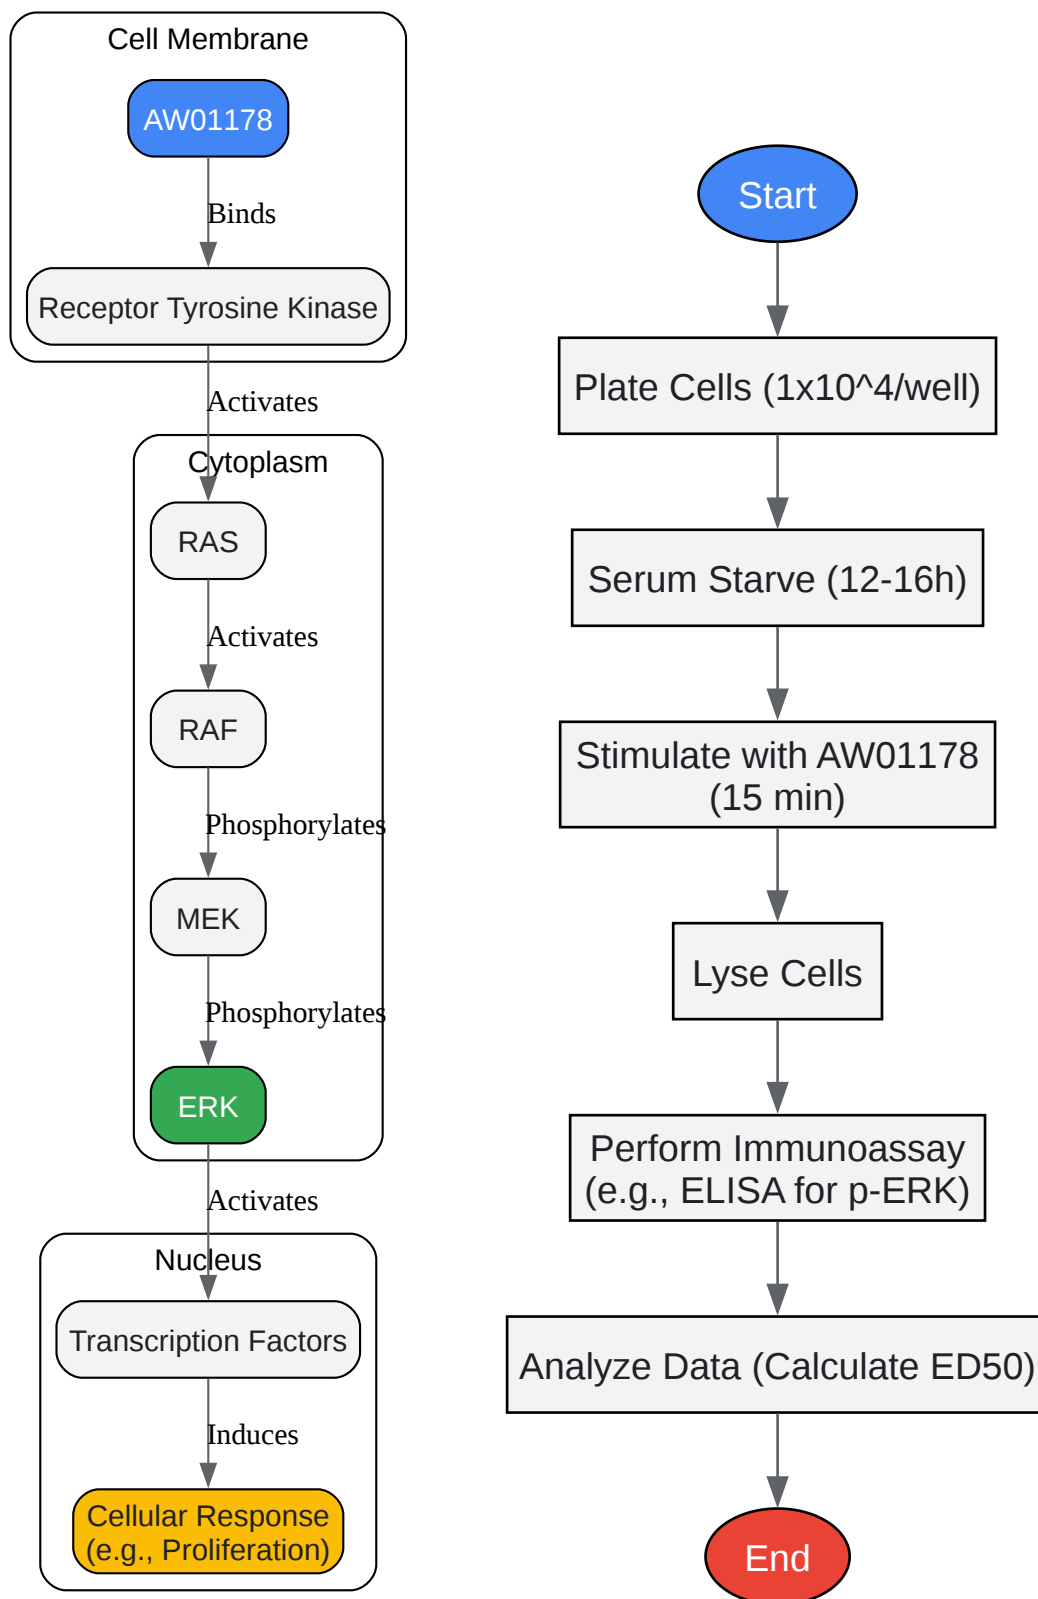 Cell Membrane
AW01178
Binds
Receptor Tyrosine Kinase
Activates
Cytoplasm
RAS
Activates
RAF
Phosphorylates
MEK
Phosphorylates
ERK
Activates
Nucleus
Transcription Factors
Induces
Cellular Response
(e.g., Proliferation)
Start
Plate Cells (1x10^4/well)
Serum Starve (12-16h)
Stimulate with AW01178
(15 min)
Lyse Cells
Perform Immunoassay
(e.g., ELISA for p-ERK)
Analyze Data (Calculate ED50)
End